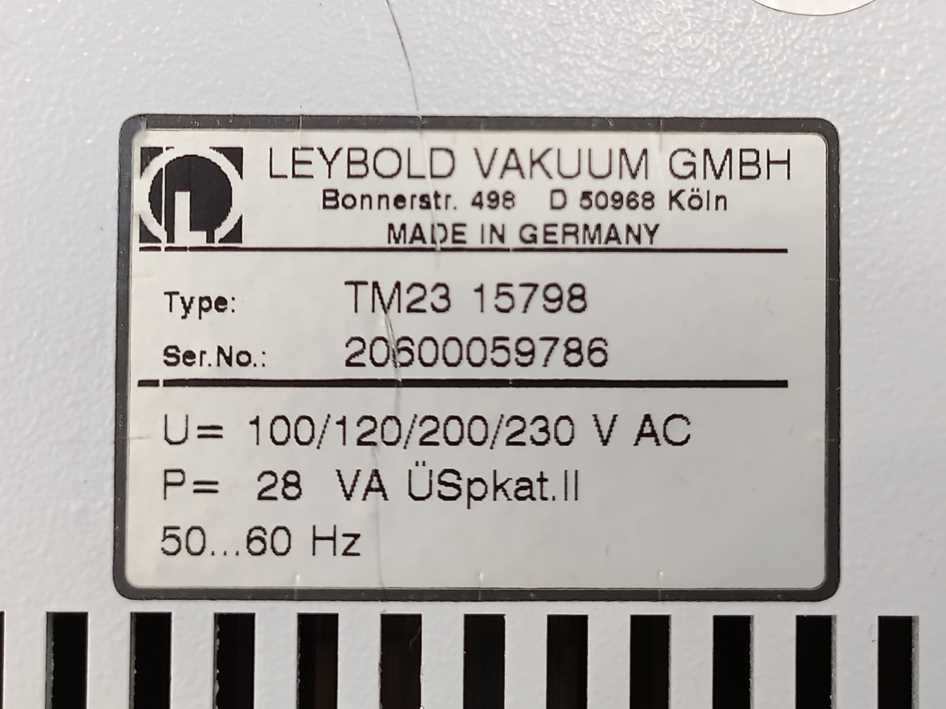 LEYBOLD VAKUUM GMBH
Bonnerstr. 498 D 50968 Köln
MADE IN GERMANY
Type: TM23 15798
Ser.No.: 20600059786
U= 100/120/200/230 V AC
P= 28 VA ÜSpkat.II
50...60 Hz